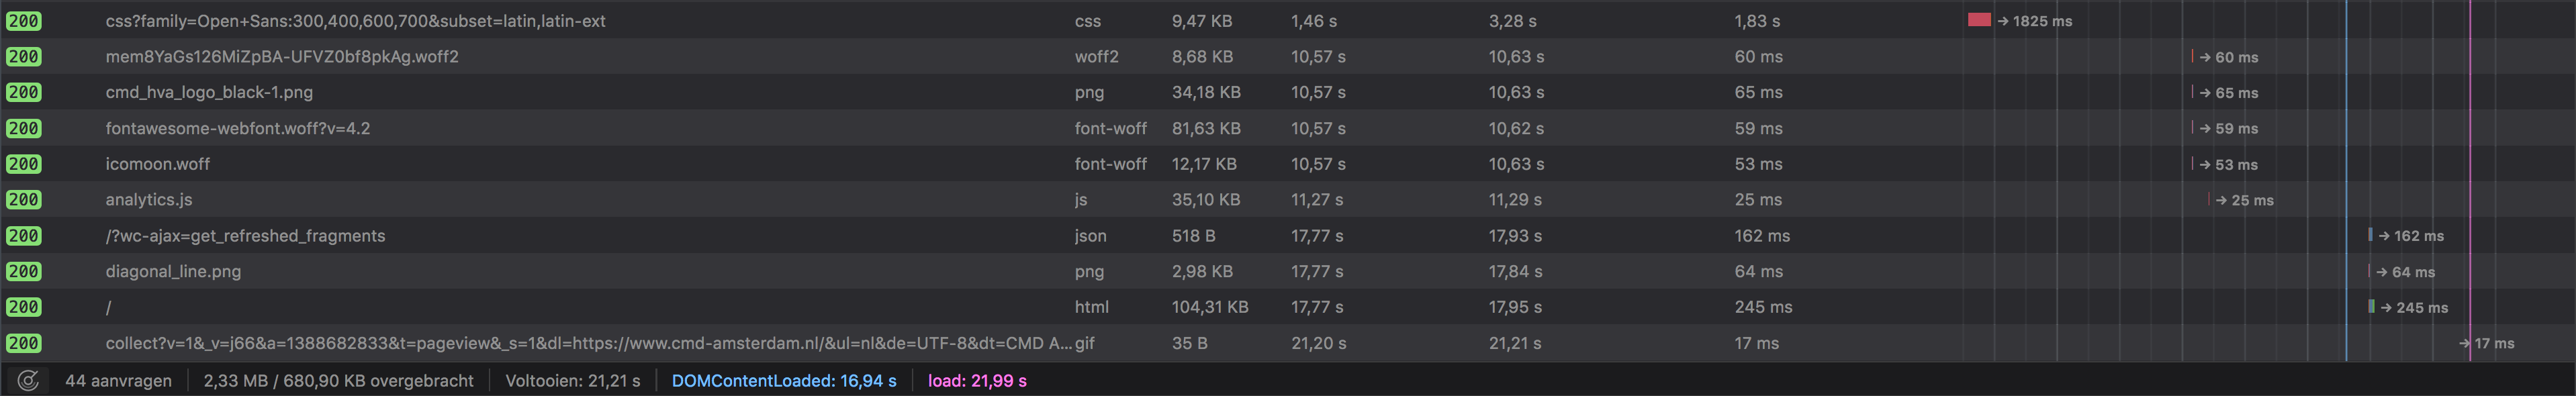 200 css?family=Open+Sans:300,400,600,700&subset=latin,latin-ext css 9,47 KB 1,46 s 3,28 s 1,83 s → 1825 ms
200 mem8YaGs126MiZpBA-UFVZ0bf8pkAg.woff2 woff2 8,68 KB 10,57 s 10,63 s 60 ms → 60 ms
200 cmd_hva_logo_black-1.png png 34,18 KB 10,57 s 10,63 s 65 ms → 65 ms
200 fontawesome-webfont.woff?v=4.2 font-woff 81,63 KB 10,57 s 10,62 s 59 ms → 59 ms
200 icomoon.woff font-woff 12,17 KB 10,57 s 10,63 s 53 ms → 53 ms
200 analytics.js js 35,10 KB 11,27 s 11,29 s 25 ms → 25 ms
200 /?wc-ajax=get_refreshed_fragments json 518 B 17,77 s 17,93 s 162 ms → 162 ms
200 diagonal_line.png png 2,98 KB 17,77 s 17,84 s 64 ms → 64 ms
200 / html 104,31 KB 17,77 s 17,95 s 245 ms → 245 ms
200 collect?v=1&_v=j66&a=1388682833&t=pageview&_s=1&dl=https://www.cmd-amsterdam.nl/&ul=nl&de=UTF-8&dt=CMD A... gif 35 B 21,20 s 21,21 s 17 ms → 17 ms
44 aanvragen 2,33 MB / 680,90 KB overgebracht Voltooien: 21,21 s DOMContentLoaded: 16,94 s load: 21,99 s